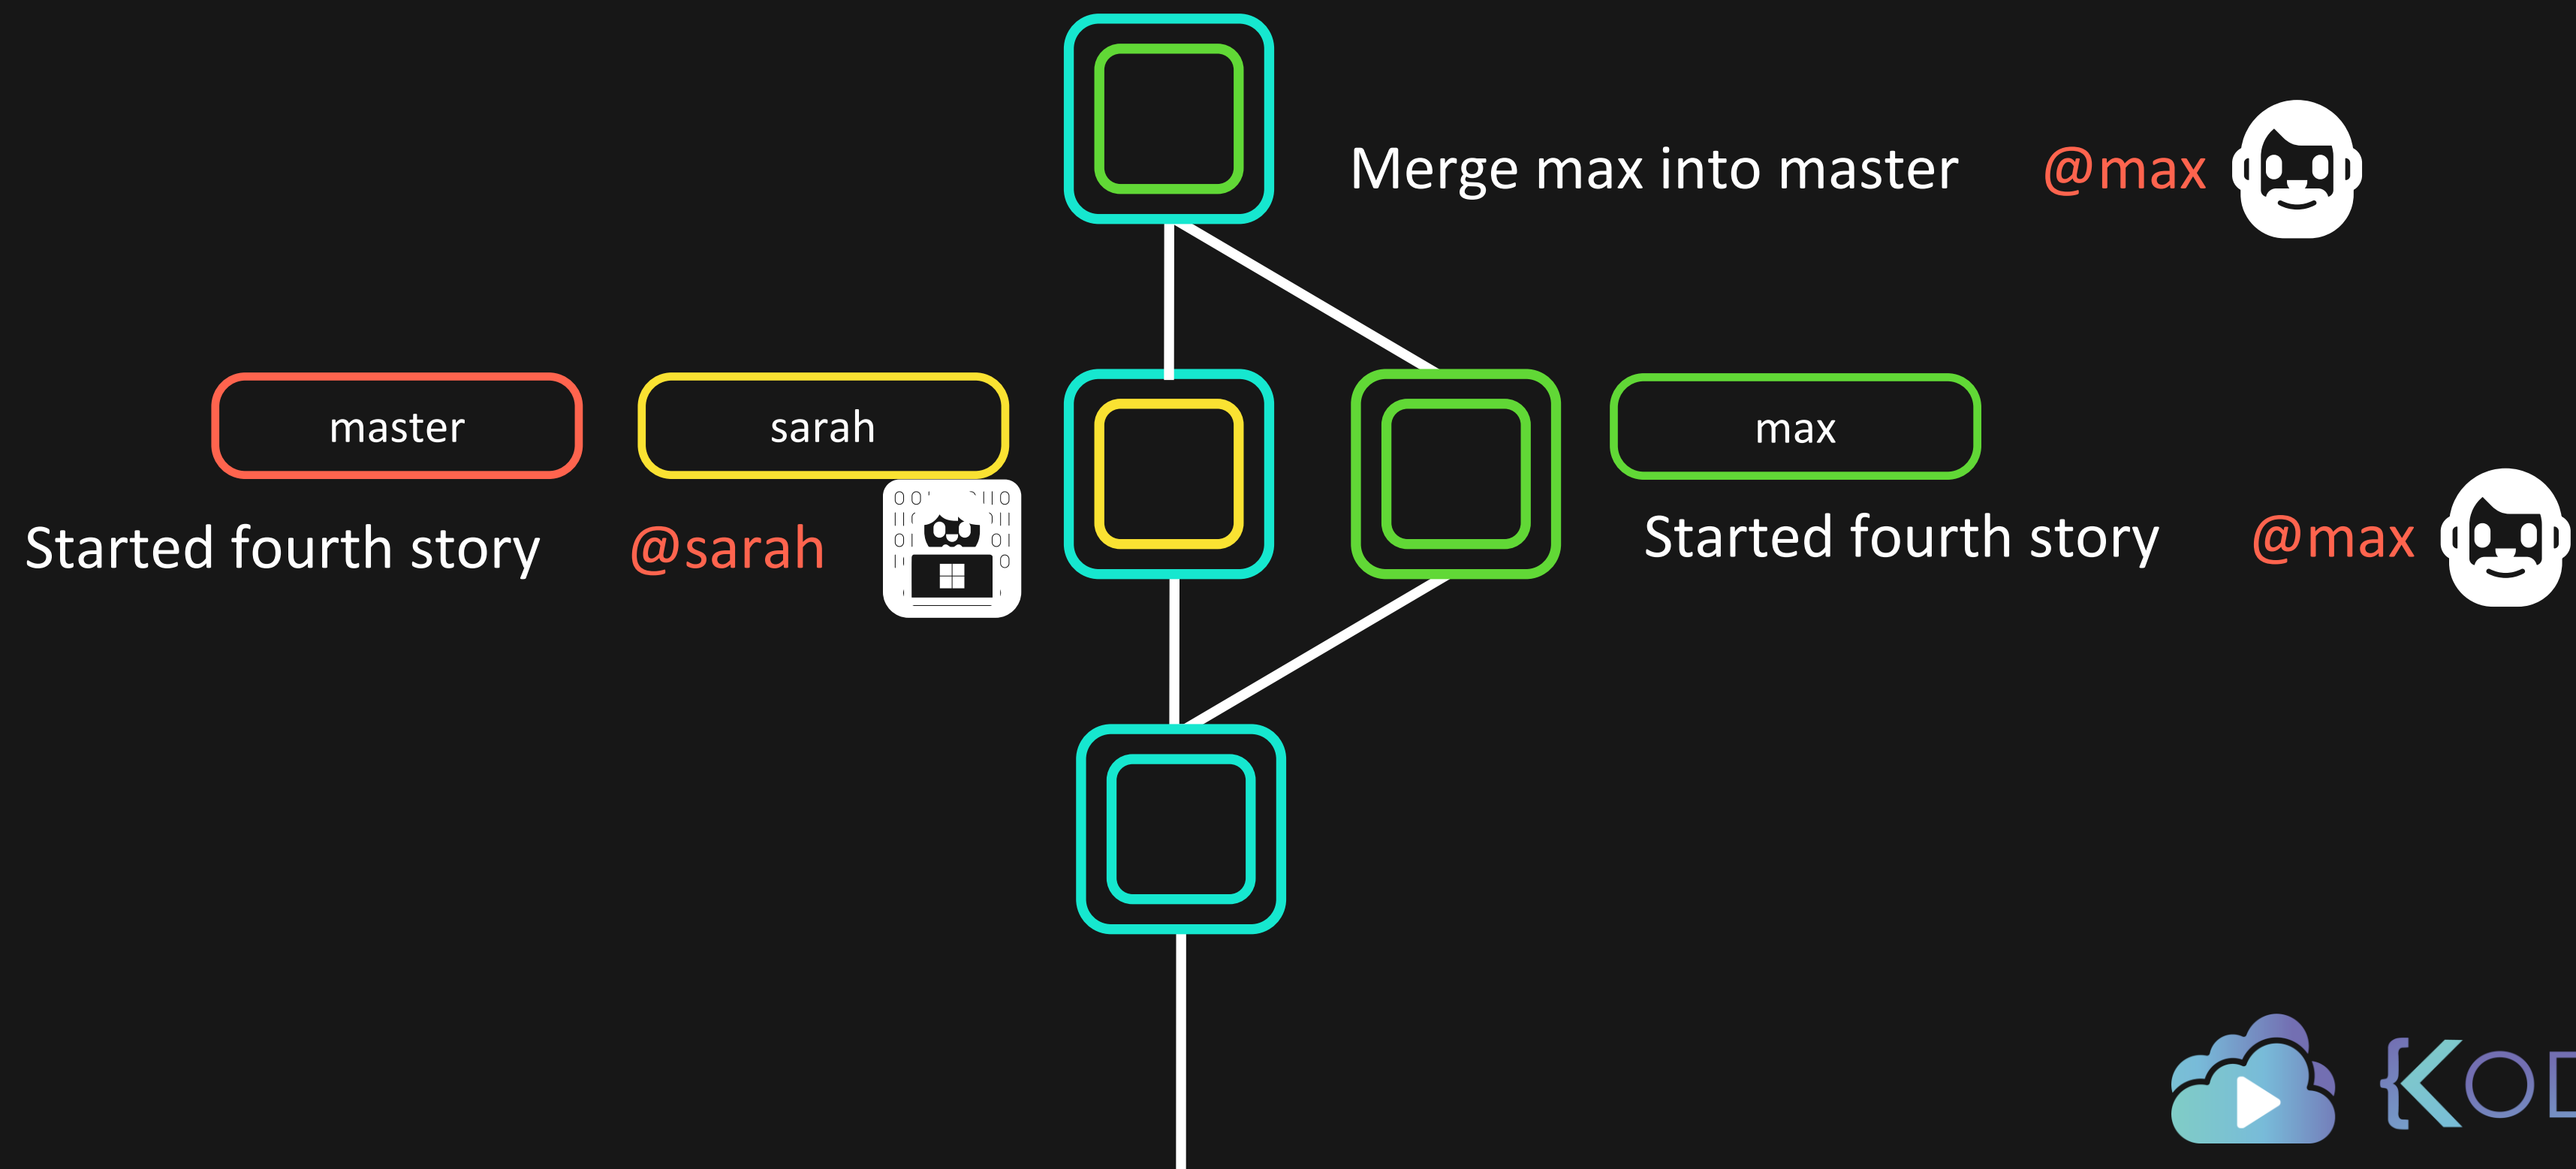 Merge max into master @max
master
sarah
max
Started fourth story @sarah
Started fourth story @max